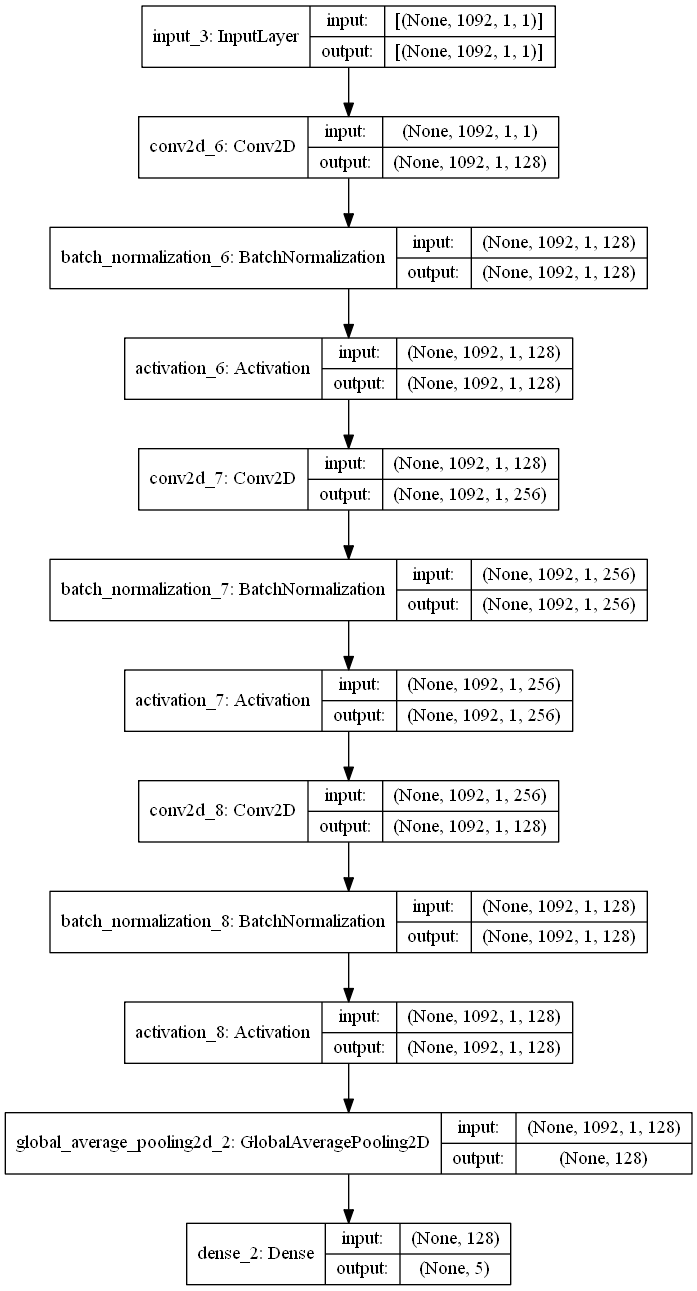 input_3: InputLayer
input: [(None, 1092, 1, 1)]
output: [(None, 1092, 1, 1)]
conv2d_6: Conv2D
input: (None, 1092, 1, 1)
output: (None, 1092, 1, 128)
batch_normalization_6: BatchNormalization
input: (None, 1092, 1, 128)
output: (None, 1092, 1, 128)
activation_6: Activation
input: (None, 1092, 1, 128)
output: (None, 1092, 1, 128)
conv2d_7: Conv2D
input: (None, 1092, 1, 128)
output: (None, 1092, 1, 256)
batch_normalization_7: BatchNormalization
input: (None, 1092, 1, 256)
output: (None, 1092, 1, 256)
activation_7: Activation
input: (None, 1092, 1, 256)
output: (None, 1092, 1, 256)
conv2d_8: Conv2D
input: (None, 1092, 1, 256)
output: (None, 1092, 1, 128)
batch_normalization_8: BatchNormalization
input: (None, 1092, 1, 128)
output: (None, 1092, 1, 128)
activation_8: Activation
input: (None, 1092, 1, 128)
output: (None, 1092, 1, 128)
global_average_pooling2d_2: GlobalAveragePooling2D
input: (None, 1092, 1, 128)
output: (None, 128)
dense_2: Dense
input: (None, 128)
output: (None, 5)